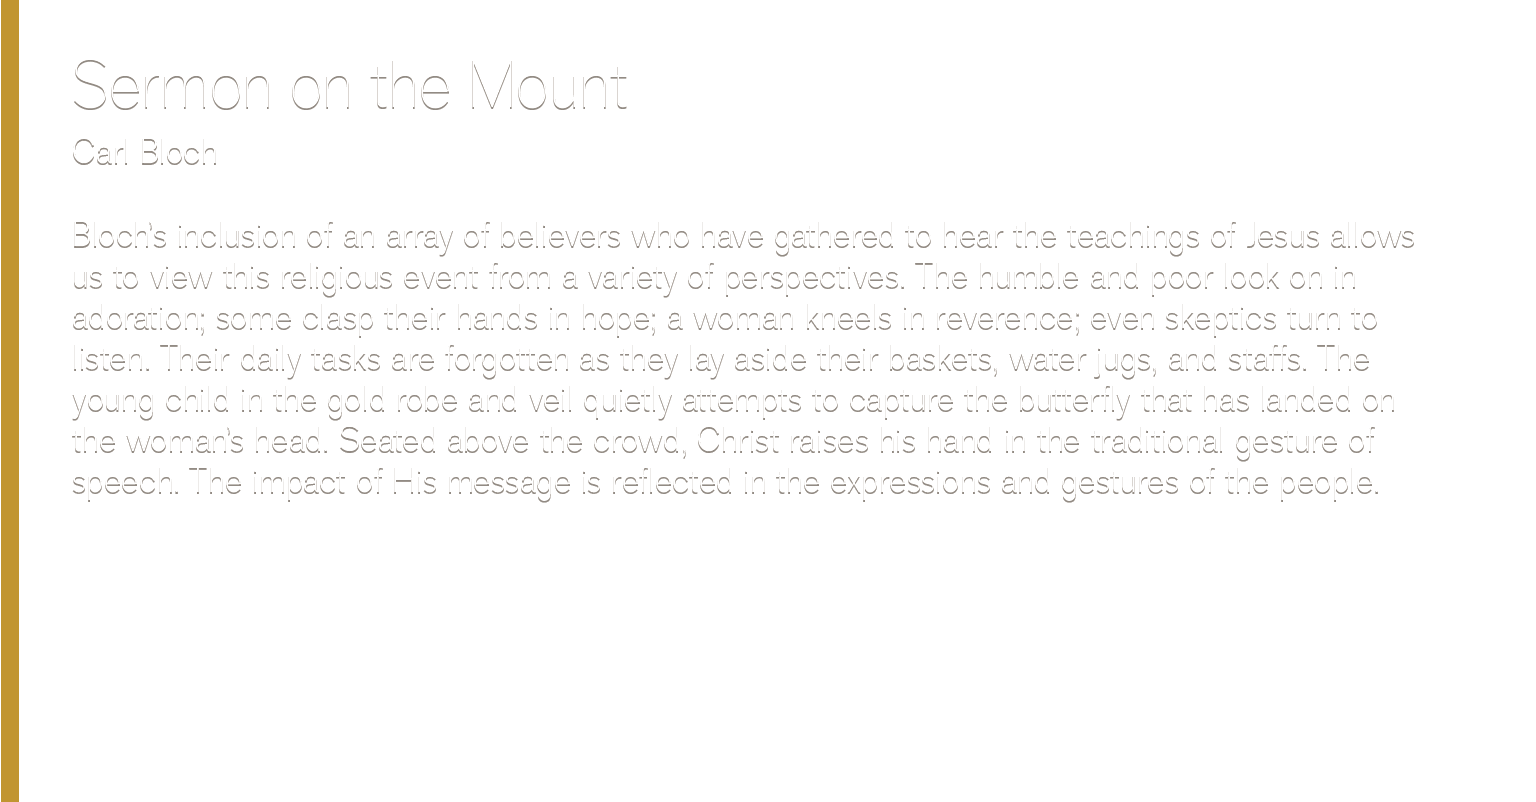 Sermon on the Mount
Carl Bloch
Bloch's inclusion of an array of believers who have gathered to hear the teachings of Jesus allows
us to view this religious event from a variety of perspectives. The humble and poor look on in
adoration; some clasp their hands in hope; a woman kneels in reverence; even skeptics turn to
listen. Their daily tasks are forgotten as they lay aside their baskets, water jugs, and staffs. The
young child in the gold robe and veil quietly attempts to capture the butterfly that has landed on
the woman's head. Seated above the crowd, Christ raises his hand in the traditional gesture of
speech. The impact of His message is reflected in the expressions and gestures of the people.